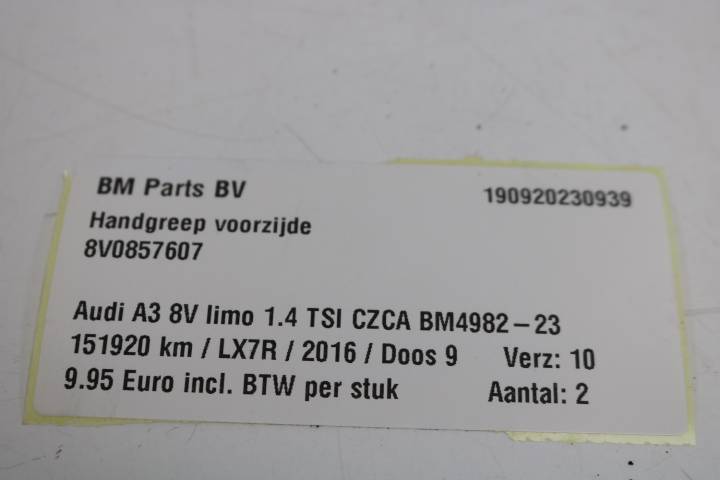 BM Parts BV 190920230939
Handgreep voorzijde
8V0857607
Audi A3 8V limo 1.4 TSI CZCA BM4982-23
151920 km / LX7R / 2016 / Doos 9 Verz: 10
9.95 Euro incl. BTW per stuk Aantal: 2